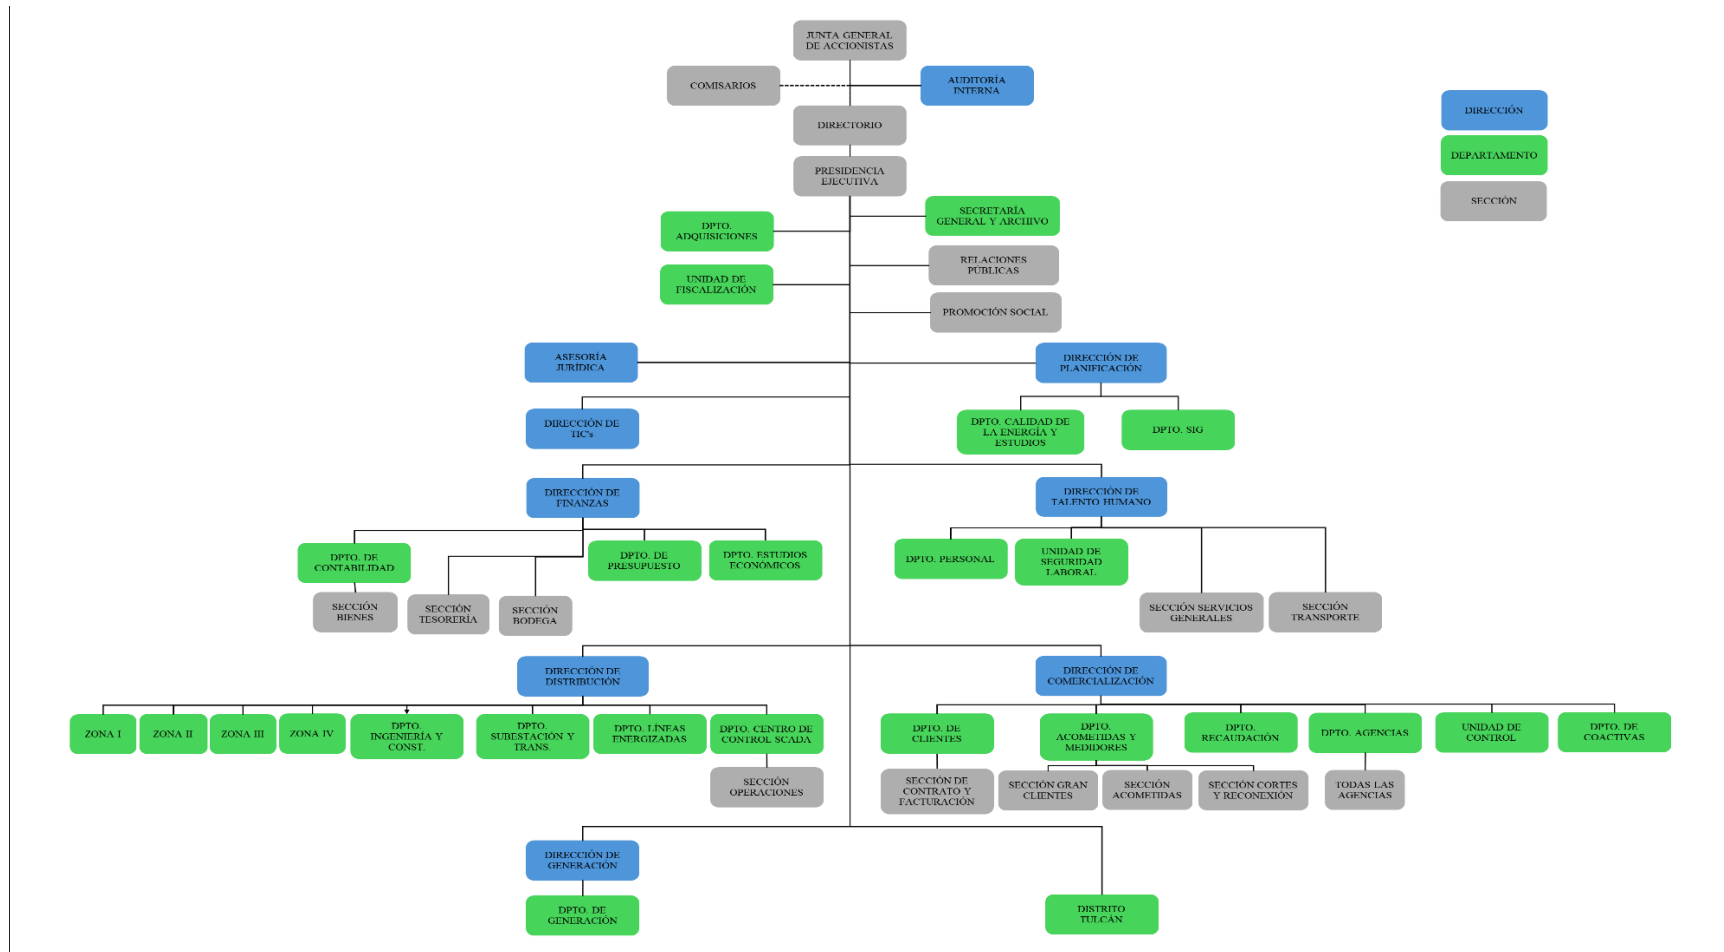 JUNTA GENERAL
DE ACCIONISTAS
COMISARIOS
AUDITORÍA
INTERNA
DIRECTORIO
PRESIDENCIA
EJECUTIVA
DIRECCIÓN
DEPARTAMENTO
SECCIÓN
DPTO.
ADQUISICIONES
SECRETARÍA
GENERAL Y ARCHIVO
RELACIONES
PÚBLICAS
UNIDAD DE
FISCALIZACIÓN
PROMOCIÓN SOCIAL
ASESORÍA
JURÍDICA
DIRECCIÓN DE
PLANIFICACIÓN
DIRECCIÓN DE
TIC's
DPTO. CALIDAD DE
LA ENERGÍA Y
ESTUDIOS
DPTO. SIG
DIRECCIÓN DE
FINANZAS
DIRECCIÓN DE
TALENTO HUMANO
DPTO. DE
CONTABILIDAD
DPTO. DE
PRESUPUESTO
DPTO. ESTUDIOS
ECONÓMICOS
DPTO. PERSONAL
UNIDAD DE
SEGURIDAD
LABORAL
SECCIÓN
BIENES
SECCIÓN
TESORERÍA
SECCIÓN
BODEGA
SECCIÓN SERVICIOS
GENERALES
SECCIÓN
TRANSPORTE
DIRECCIÓN DE
DISTRIBUCIÓN
DIRECCIÓN DE
COMERCIALIZACIÓN
ZONA I
ZONA II
ZONA III
ZONA IV
DPTO.
INGENIERÍA Y
CONST.
DPTO.
SUBESTACIÓN Y
TRANS.
DPTO. LÍNEAS
ENERGIZADAS
DPTO. CENTRO DE
CONTROL SCADA
DPTO. DE
CLIENTES
DPTO.
ACOMETIDAS Y
MEDIDORES
DPTO.
RECAUDACIÓN
DPTO. AGENCIAS
UNIDAD DE
CONTROL
DPTO. DE
COACTIVAS
SECCIÓN
OPERACIONES
SECCIÓN DE
CONTRATO Y
FACTURACIÓN
SECCIÓN GRAN
CLIENTES
SECCIÓN
ACOMETIDAS
SECCIÓN CORTES
Y RECONEXIÓN
TODAS LAS
AGENCIAS
DIRECCIÓN DE
GENERACIÓN
DPTO. DE
GENERACIÓN
DISTRITO
TULCÁN